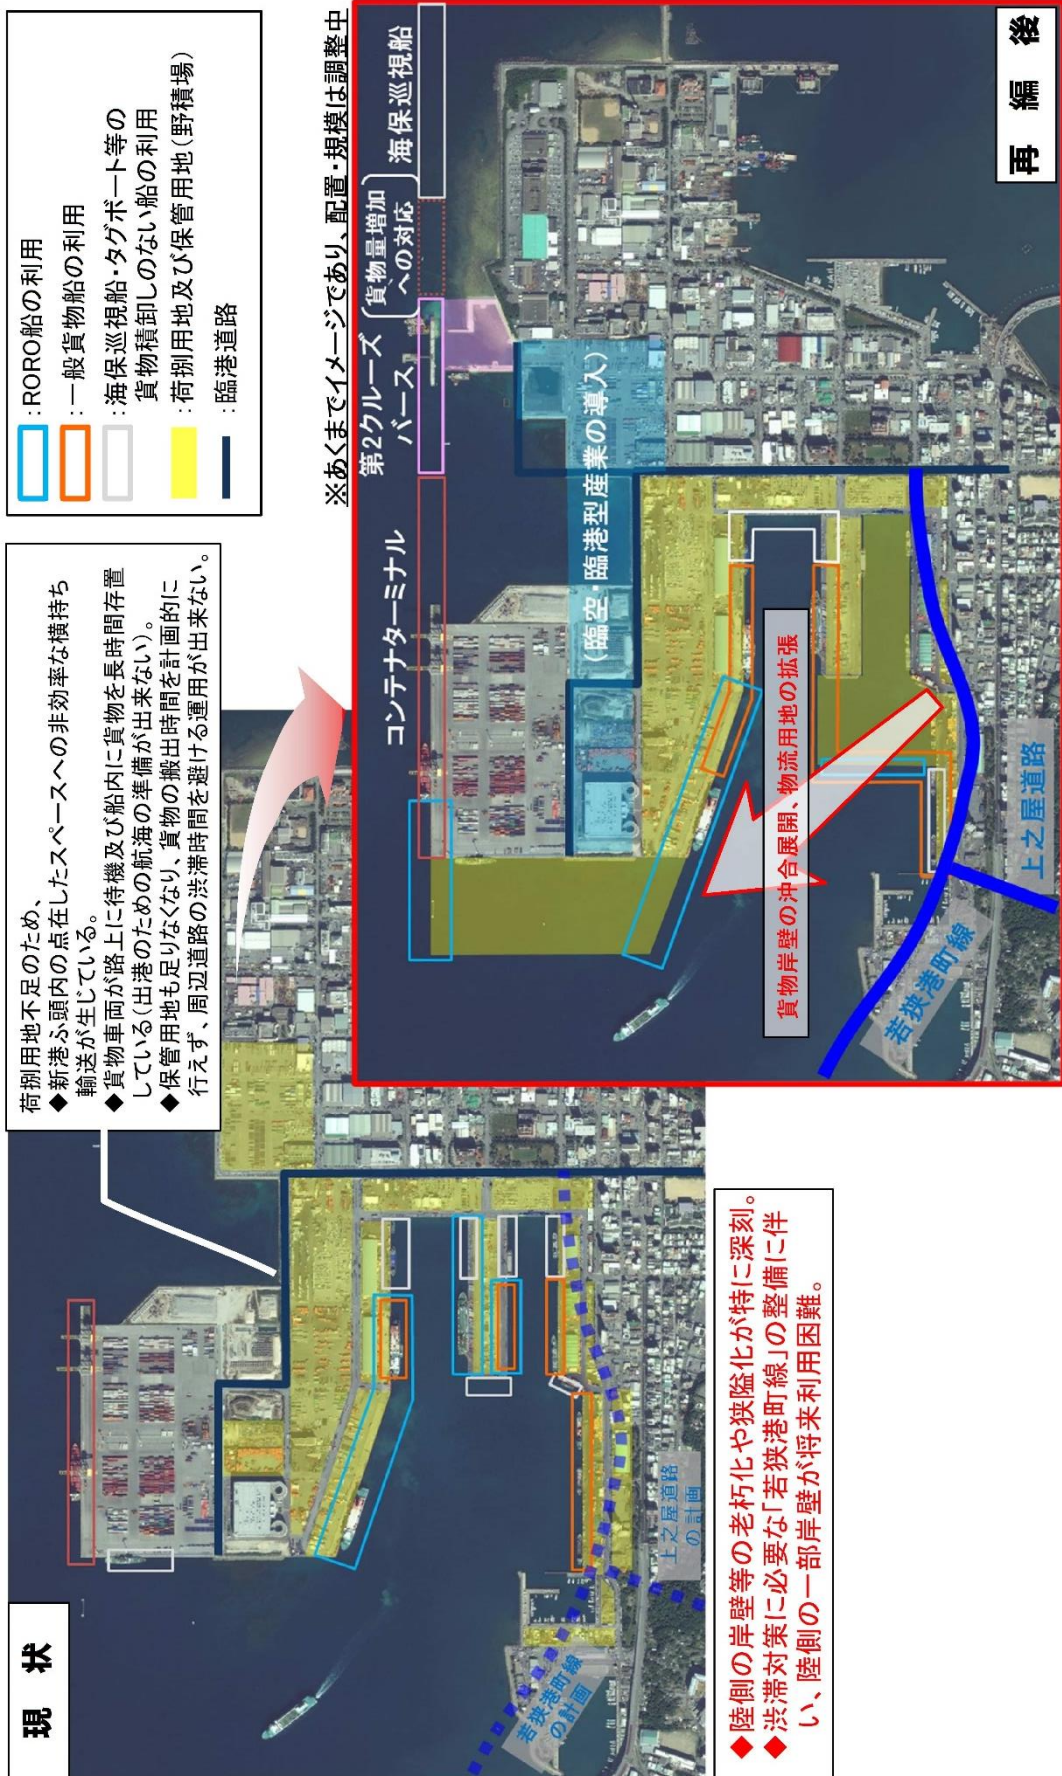 現　状
荷捌用地不足のため、
◆新港ふ頭内の点在したスペースへの非効率な横持ち
輸送が生じている。
◆貨物車両が路上に待機及び船内に貨物を長時間存置
している(出港のための航海の準備が出来ない)。
◆保管用地も足りなくなり、貨物の搬出時間を計画的に
行えず、周辺道路の渋滞時間を避ける運用が出来ない。
:RORO船の利用
:一般貨物船の利用
:海保巡視船・タグボート等の
貨物積卸しのない船の利用
:荷捌用地及び保管用地(野積場)
:臨港道路
若狭港町線
の計画
上之屋道路
の計画
◆陸側の岸壁等の老朽化や狭隘化が特に深刻。
◆渋滞対策に必要な「若狭港町線」の整備に伴
い、陸側の一部岸壁が将来利用困難。
※あくまでイメージであり、配置・規模は調整中
コンテナターミナル
第2クルーズ
バース
貨物量増加
への対応
海保巡視船
(臨空・臨港型産業の導入)
貨物岸壁の沖合展開、物流用地の拡張
若狭港町線
上之屋道路
再　編　後